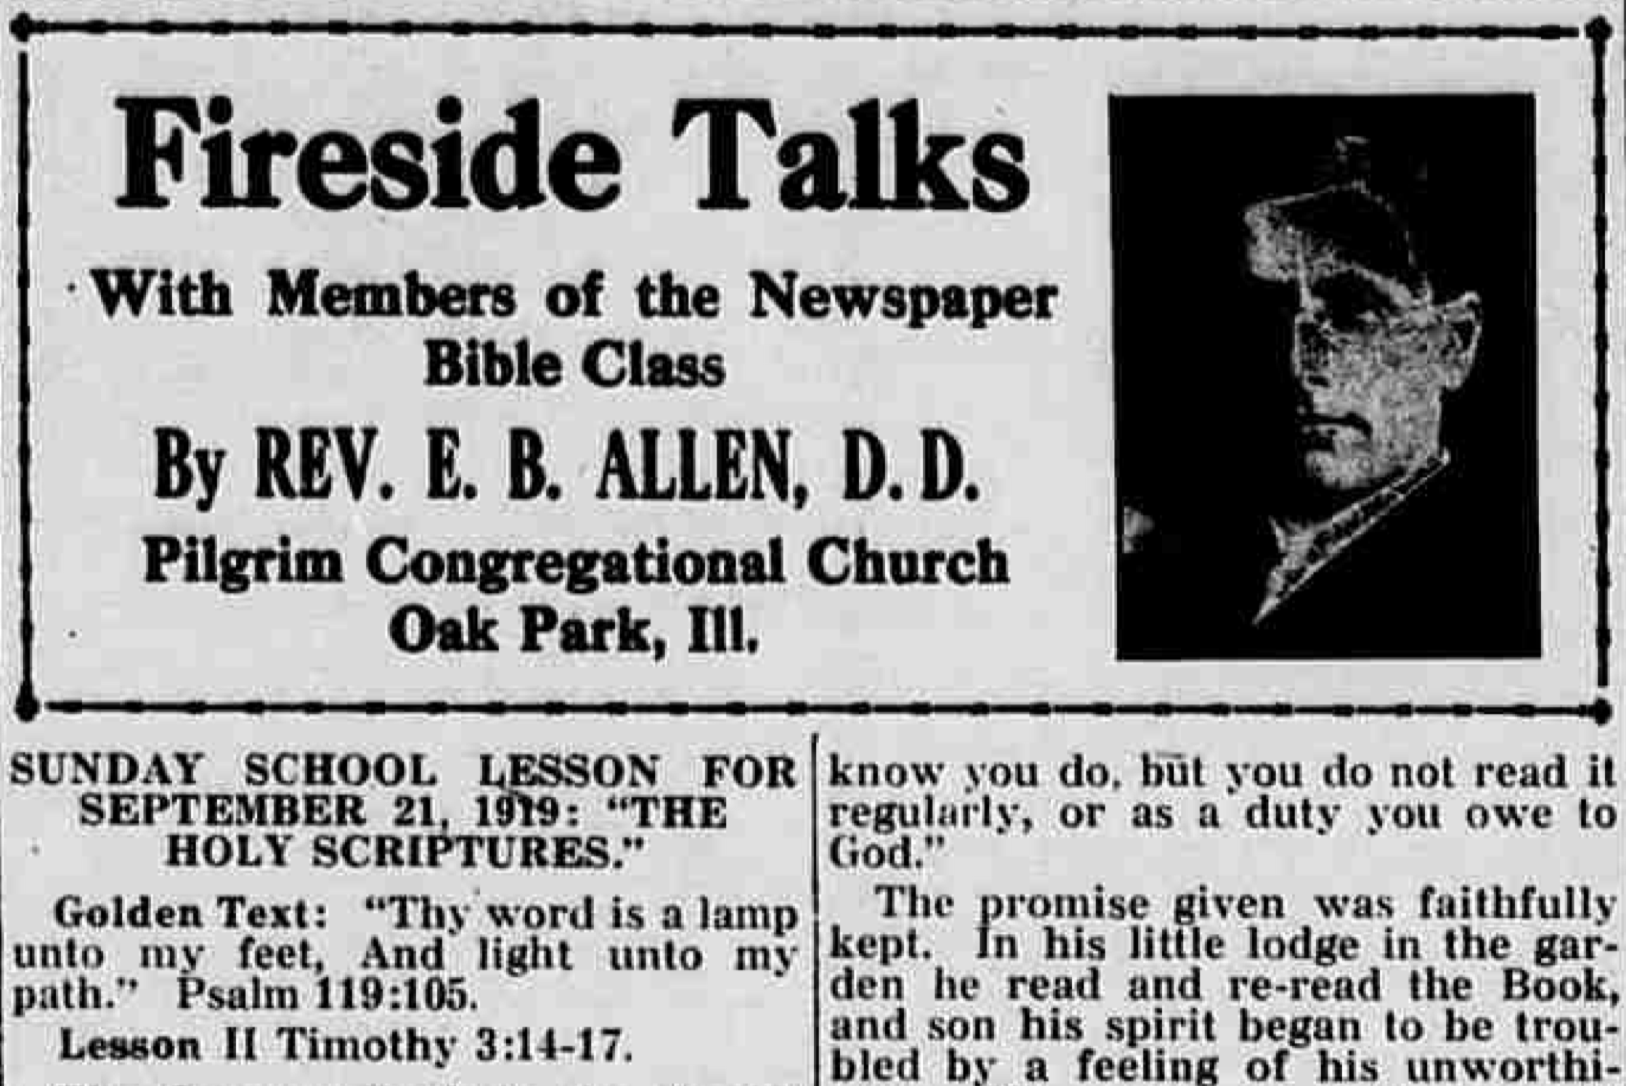 Fireside Talks
With Members of the Newspaper
Bible Class
By REV. E. B. ALLEN, D. D.
Pilgrim Congregational Church
Oak Park, Ill.
SUNDAY SCHOOL LESSON FOR
SEPTEMBER 21, 1919: "THE
HOLY SCRIPTURES."
Golden Text: "Thy word is a lamp
unto my feet, And light unto my
path." Psalm 119:105.
Lesson II Timothy 3:14-17.
know you do, but you do not read it
regularly, or as a duty you owe to
God."
The promise given was faithfully
kept. In his little lodge in the gar-
den he read and re-read the Book,
and son his spirit began to be trou-
bled by a feeling of his unworthi-